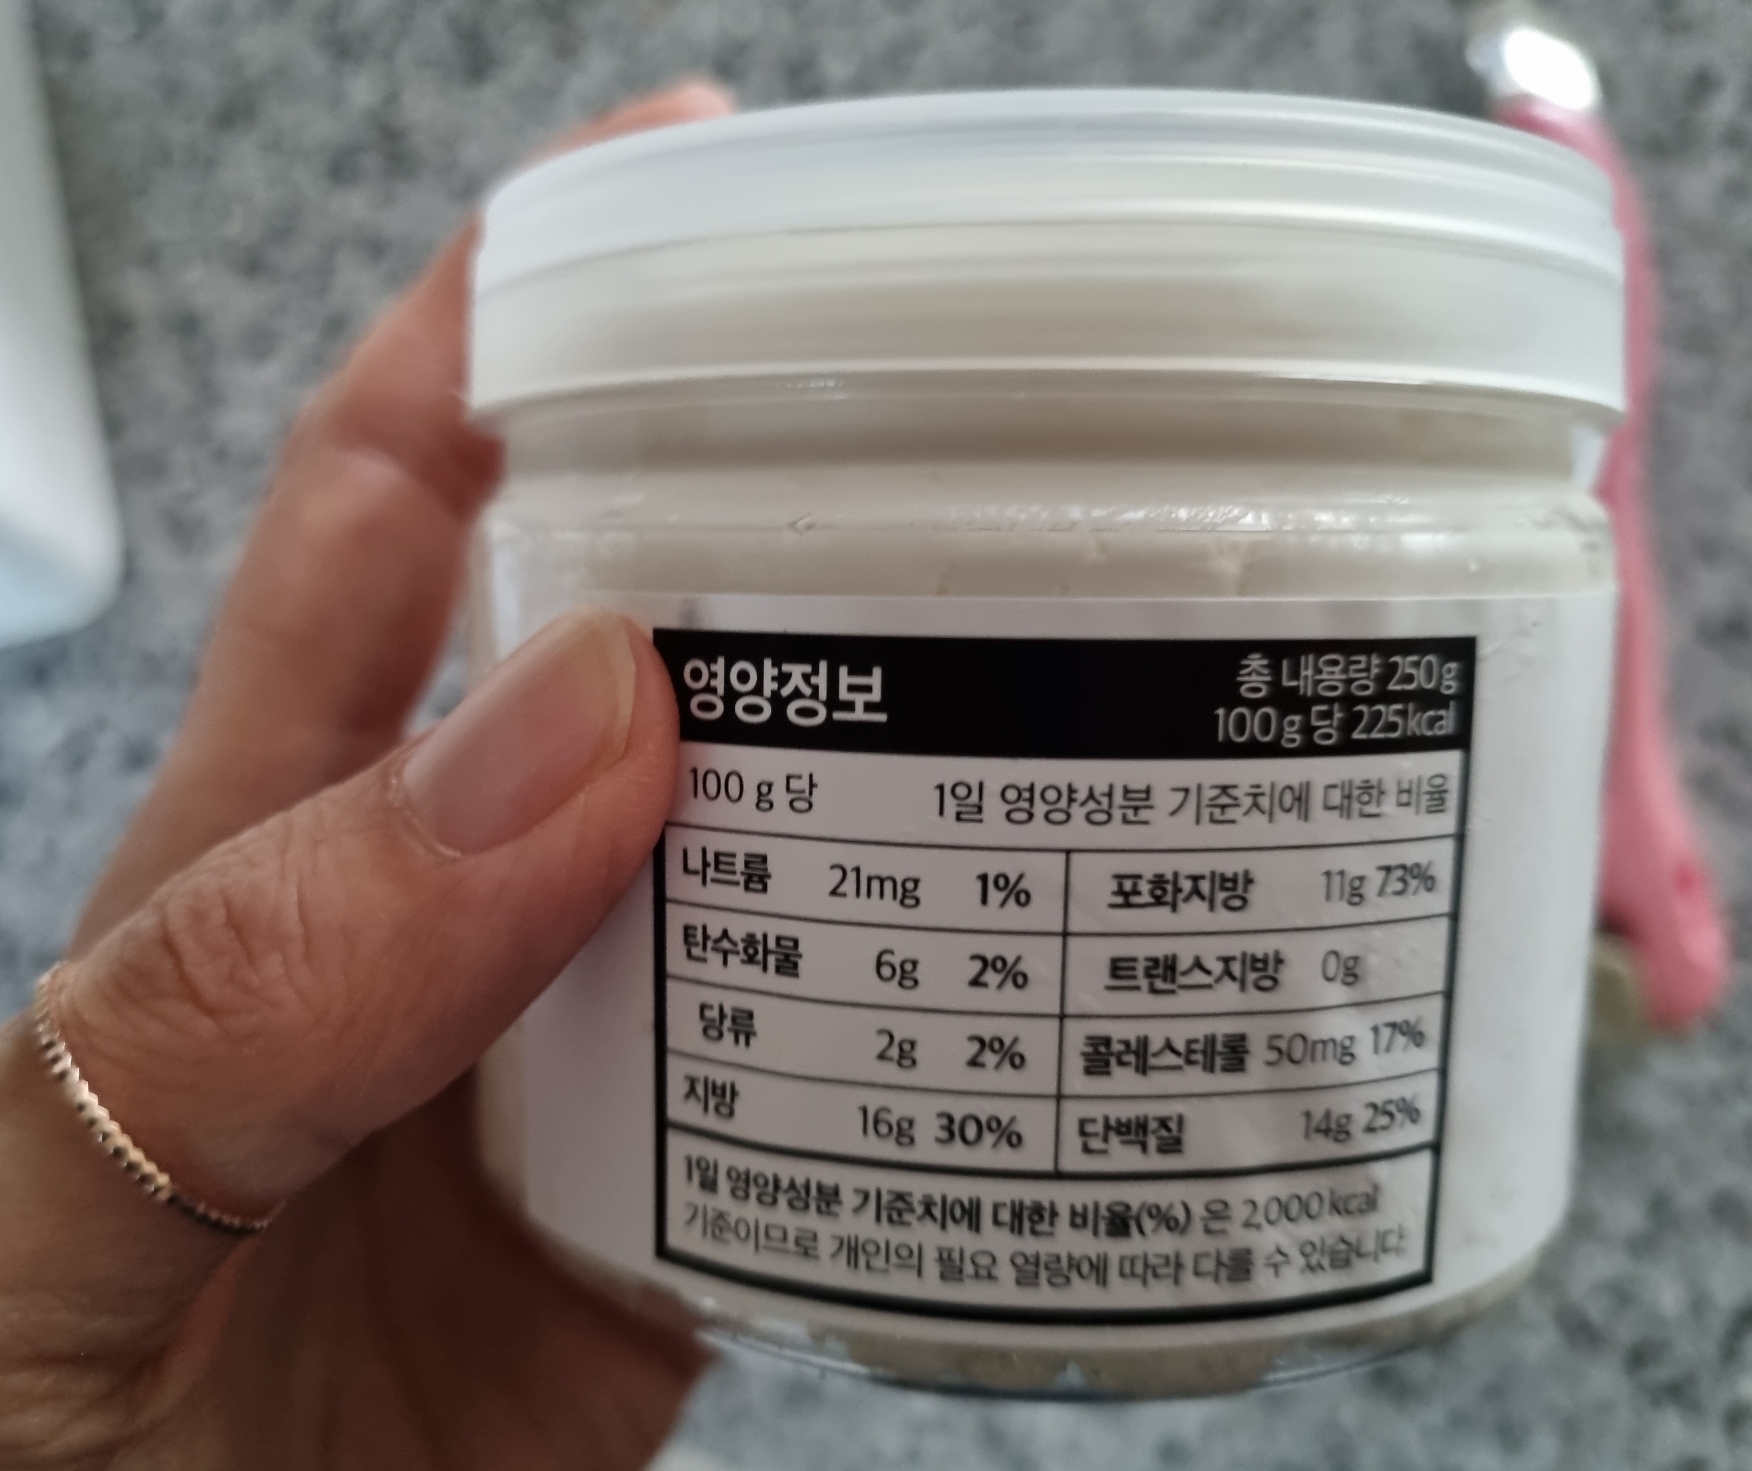 영양정보
총 내용량 250g
100g 당 225kcal
100 g 당 1일 영양성분 기준치에 대한 비율
나트륨 21mg 1% 포화지방 11g 73%
탄수화물 6g 2% 트랜스지방 0g
당류 2g 2% 콜레스테롤 50mg 17%
지방 16g 30% 단백질 14g 25%
1일 영양성분 기준치에 대한 비율(%) 은 2,000kcal
기준이므로 개인의 필요 열량에 따라 다를 수 있습니다